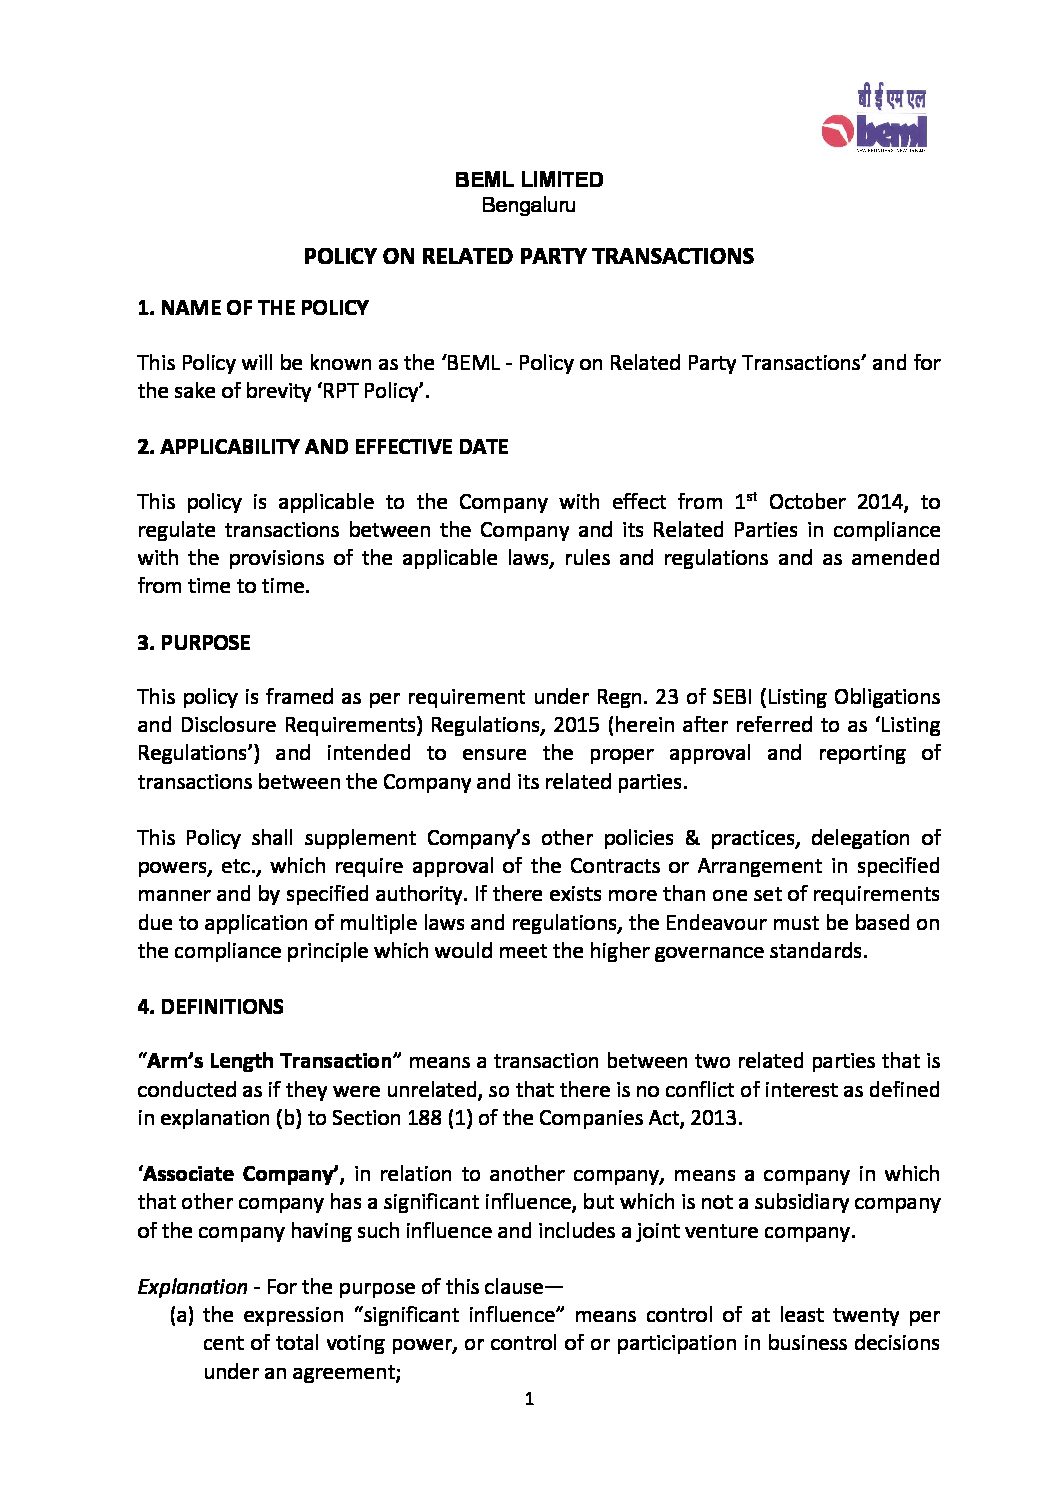 बी ई एम एल
beml
BEML LIMITED
Bengaluru
POLICY ON RELATED PARTY TRANSACTIONS
1. NAME OF THE POLICY
This Policy will be known as the ‘BEML - Policy on Related Party Transactions’ and for
the sake of brevity ‘RPT Policy’.
2. APPLICABILITY AND EFFECTIVE DATE
This policy is applicable to the Company with effect from 1st October 2014, to
regulate transactions between the Company and its Related Parties in compliance
with the provisions of the applicable laws, rules and regulations and as amended
from time to time.
3. PURPOSE
This policy is framed as per requirement under Regn. 23 of SEBI (Listing Obligations
and Disclosure Requirements) Regulations, 2015 (herein after referred to as ‘Listing
Regulations’) and intended to ensure the proper approval and reporting of
transactions between the Company and its related parties.
This Policy shall supplement Company’s other policies & practices, delegation of
powers, etc., which require approval of the Contracts or Arrangement in specified
manner and by specified authority. If there exists more than one set of requirements
due to application of multiple laws and regulations, the Endeavour must be based on
the compliance principle which would meet the higher governance standards.
4. DEFINITIONS
“Arm’s Length Transaction” means a transaction between two related parties that is
conducted as if they were unrelated, so that there is no conflict of interest as defined
in explanation (b) to Section 188 (1) of the Companies Act, 2013.
‘Associate Company’, in relation to another company, means a company in which
that other company has a significant influence, but which is not a subsidiary company
of the company having such influence and includes a joint venture company.
Explanation - For the purpose of this clause—
(a) the expression “significant influence” means control of at least twenty per
cent of total voting power, or control of or participation in business decisions
under an agreement;
1